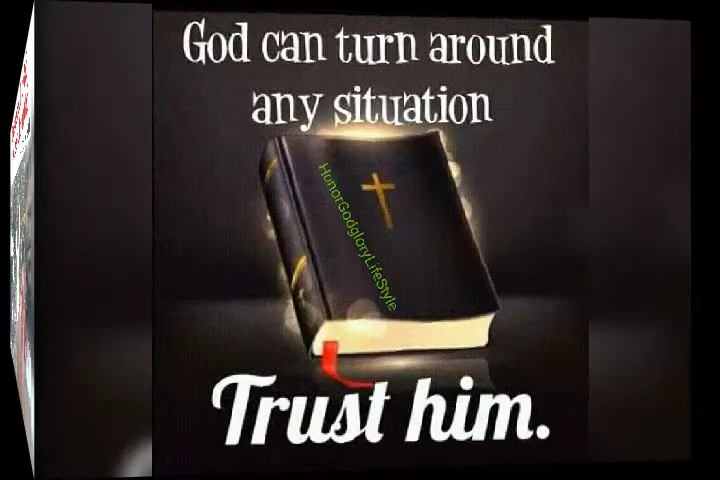 God can turn around
any situation
HonorGodgloryLifeStyle
Trust him.